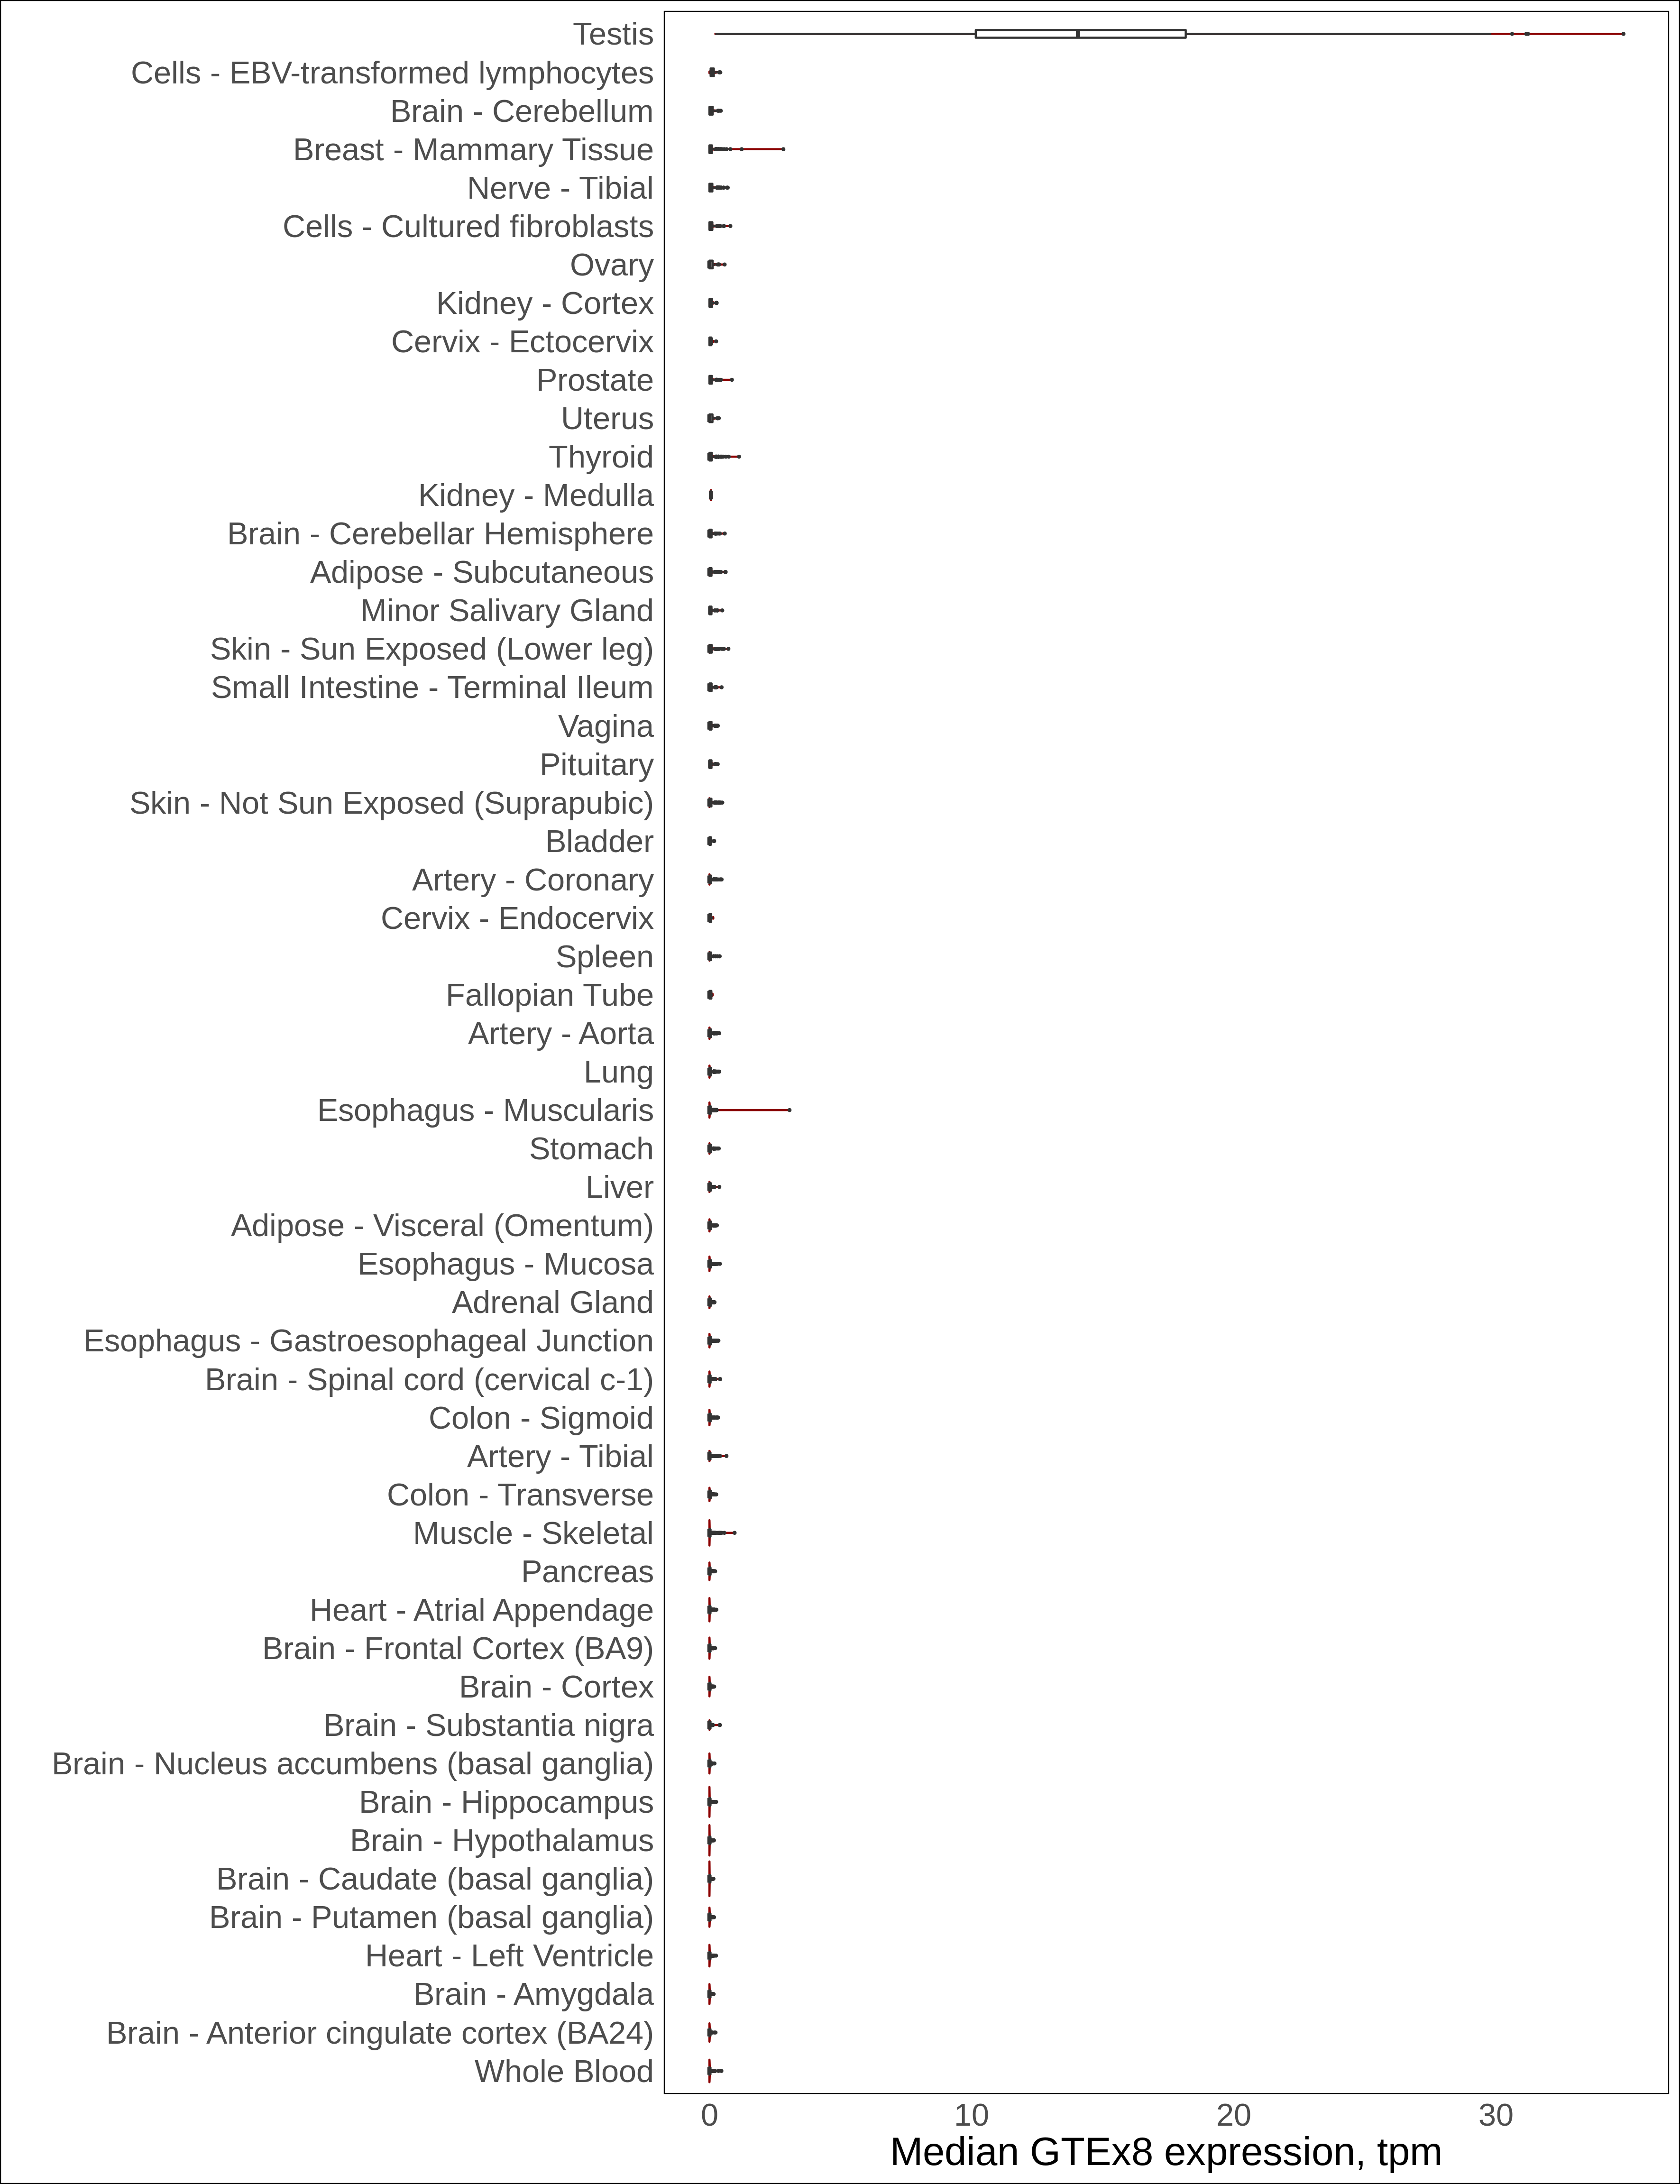 Testis
Cells - EBV-transformed lymphocytes
Brain - Cerebellum
Breast - Mammary Tissue
Nerve - Tibial
Cells - Cultured fibroblasts
Ovary
Kidney - Cortex
Cervix - Ectocervix
Prostate
Uterus
Thyroid
Kidney - Medulla
Brain - Cerebellar Hemisphere
Adipose - Subcutaneous
Minor Salivary Gland
Skin - Sun Exposed (Lower leg)
Small Intestine - Terminal Ileum
Vagina
Pituitary
Skin - Not Sun Exposed (Suprapubic)
Bladder
Artery - Coronary
Cervix - Endocervix
Spleen
Fallopian Tube
Artery - Aorta
Lung
Esophagus - Muscularis
Stomach
Liver
Adipose - Visceral (Omentum)
Esophagus - Mucosa
Adrenal Gland
Esophagus - Gastroesophageal Junction
Brain - Spinal cord (cervical c-1)
Colon - Sigmoid
Artery - Tibial
Colon - Transverse
Muscle - Skeletal
Pancreas
Heart - Atrial Appendage
Brain - Frontal Cortex (BA9)
Brain - Cortex
Brain - Substantia nigra
Brain - Nucleus accumbens (basal ganglia)
Brain - Hippocampus
Brain - Hypothalamus
Brain - Caudate (basal ganglia)
Brain - Putamen (basal ganglia)
Heart - Left Ventricle
Brain - Amygdala
Brain - Anterior cingulate cortex (BA24)
Whole Blood
0 10 20 30
Median GTEx8 expression, tpm